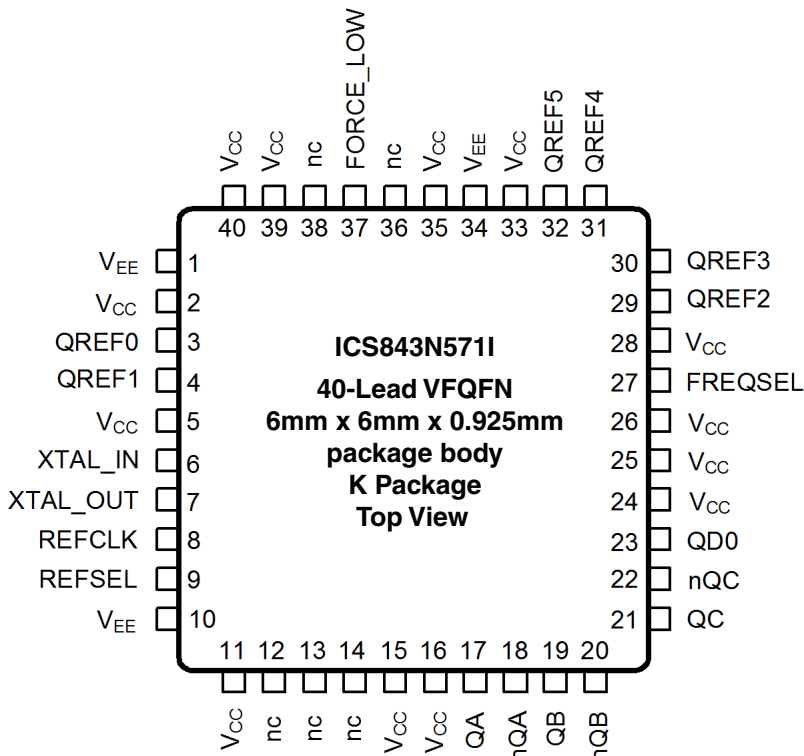 FORCE_LOW
VCC VCC nc nc VCC VEE VCC QREF5 QREF4
40 39 38 37 36 35 34 33 32 31
VEE 1 30 QREF3
VCC 2 29 QREF2
QREF0 3 28 VCC
QREF1 4 27 FREQSEL
VCC 5 26 VCC
XTAL_IN 6 25 VCC
XTAL_OUT 7 24 VCC
REFCLK 8 23 QD0
REFSEL 9 22 nQC
VEE 10 21 QC
ICS843N571I
40-Lead VFQFN
6mm x 6mm x 0.925mm
package body
K Package
Top View
11 12 13 14 15 16 17 18 19 20
VCC nc nc nc VCC VCC QA nQA QB nQB